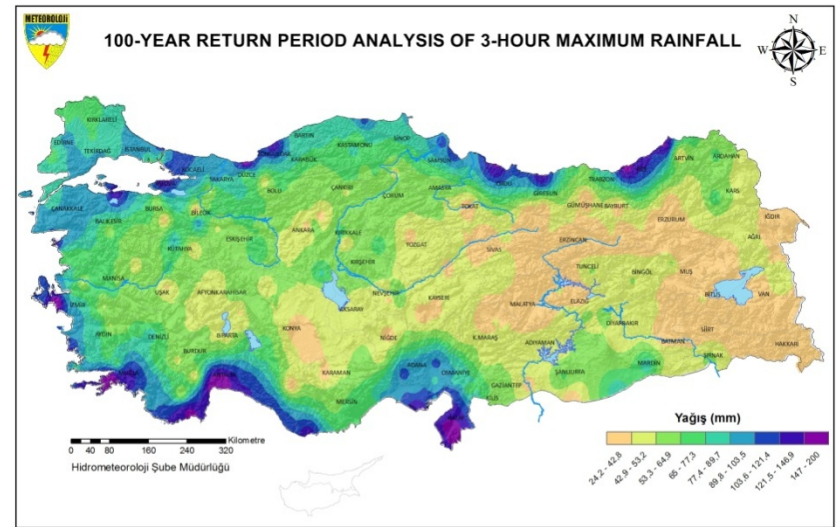 METEOROLOJİ
100-YEAR RETURN PERIOD ANALYSIS OF 3-HOUR MAXIMUM RAINFALL
N
W E
S
KIRKLARELİ
EDİRNE
TEKİRDAĞ
İSTANBUL
KOCAELİ
SAKARYA
DÜZCE
BARTIN
KARABÜK
KASTAMONU
SİNOP
SAMSUN
ORDU
GİRESUN
TRABZON
ARTVİN
ARDAHAN
KARS
IĞDIR
AĞRI
ÇANAKKALE
BALIKESİR
BURSA
BİLECİK
BOLU
ÇANKIRI
ÇORUM
AMASYA
TOKAT
GÜMÜŞHANE
BAYBURT
ERZURUM
ERZİNCAN
KÜTAHYA
ESKİŞEHİR
ANKARA
KIRIKKALE
KIRŞEHİR
YOZGAT
SİVAS
TUNCELİ
BİNGÖL
MUŞ
BİTLİS
VAN
MANİSA
İZMİR
UŞAK
AFYONKARAHİSAR
AKSARAY
NEVŞEHİR
KAYSERİ
MALATYA
ELAZIĞ
DİYARBAKIR
BATMAN
SİİRT
ŞIRNAK
HAKKARİ
AYDIN
DENİZLİ
BURDUR
ISPARTA
KONYA
KARAMAN
NİĞDE
MERSİN
ADANA
OSMANİYE
K.MARAŞ
GAZİANTEP
KİLİS
ADIYAMAN
ŞANLIURFA
MARDİN
Yağış (mm)
24,2 - 42,8
42,9 - 53,2
53,3 - 64,9
65 - 77,3
77,4 - 89,7
89,8 - 103,5
103,6 - 121,4
121,5 - 146,9
147 - 200
Kilometre
0 40 80 160 240 320
Hidrometeoroloji Şube Müdürlüğü